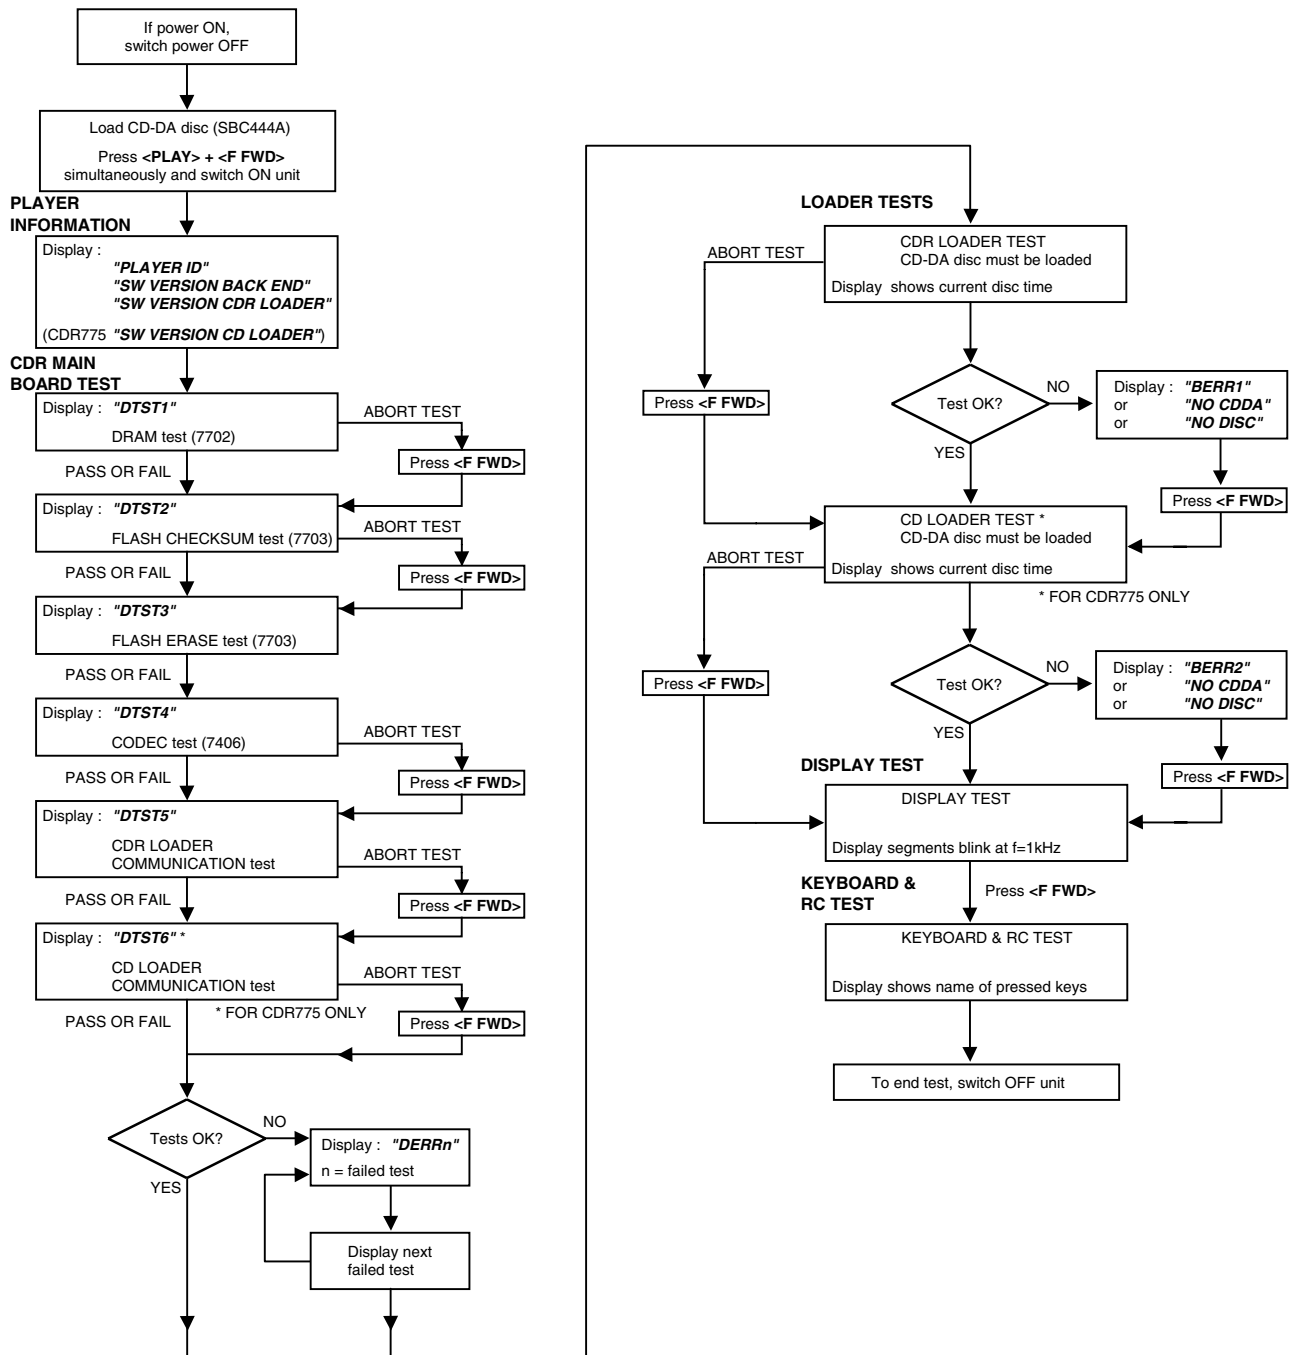 If power ON,
switch power OFF
Load CD-DA disc (SBC444A)
Press <PLAY> + <F FWD>
simultaneously and switch ON unit
PLAYER
INFORMATION
Display :
"PLAYER ID"
"SW VERSION BACK END"
"SW VERSION CDR LOADER"
(CDR775 "SW VERSION CD LOADER")
CDR MAIN
BOARD TEST
Display : "DTST1"
DRAM test (7702)
ABORT TEST
Press <F FWD>
PASS OR FAIL
Display : "DTST2"
FLASH CHECKSUM test (7703)
ABORT TEST
Press <F FWD>
PASS OR FAIL
Display : "DTST3"
FLASH ERASE test (7703)
PASS OR FAIL
Display : "DTST4"
CODEC test (7406)
ABORT TEST
Press <F FWD>
PASS OR FAIL
Display : "DTST5"
CDR LOADER
COMMUNICATION test
ABORT TEST
Press <F FWD>
PASS OR FAIL
Display : "DTST6" *
CD LOADER
COMMUNICATION test
ABORT TEST
* FOR CDR775 ONLY
Press <F FWD>
PASS OR FAIL
Tests OK?
NO
YES
Display : "DERRn"
n = failed test
Display next
failed test
LOADER TESTS
CDR LOADER TEST
CD-DA disc must be loaded
Display shows current disc time
ABORT TEST
Press <F FWD>
Test OK?
NO
YES
Display : "BERR1"
or "NO CDDA"
or "NO DISC"
Press <F FWD>
CD LOADER TEST *
CD-DA disc must be loaded
Display shows current disc time
ABORT TEST
* FOR CDR775 ONLY
Press <F FWD>
Test OK?
NO
YES
Display : "BERR2"
or "NO CDDA"
or "NO DISC"
Press <F FWD>
DISPLAY TEST
DISPLAY TEST
Display segments blink at f=1kHz
KEYBOARD &
RC TEST
Press <F FWD>
KEYBOARD & RC TEST
Display shows name of pressed keys
To end test, switch OFF unit